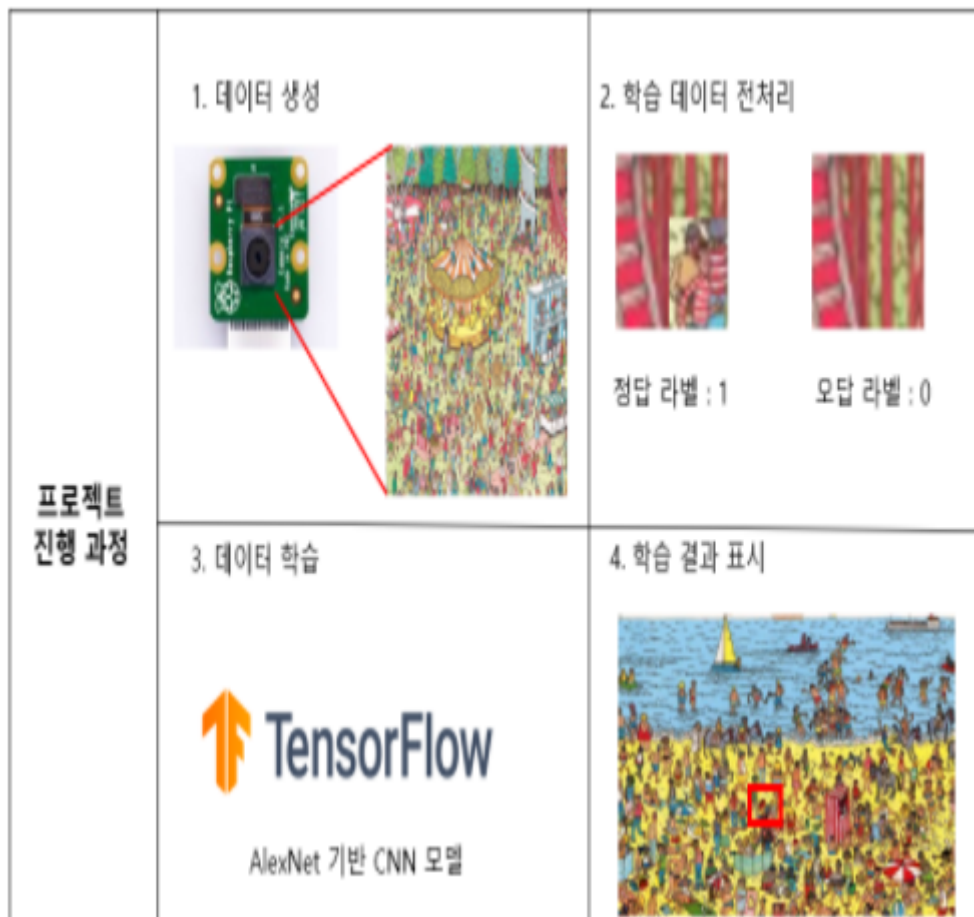 1. 데이터 생성
2. 학습 데이터 전처리
Raspberry Pi
정답 라벨 : 1
오답 라벨 : 0
프로젝트
진행 과정
3. 데이터 학습
4. 학습 결과 표시
TensorFlow
AlexNet 기반 CNN 모델